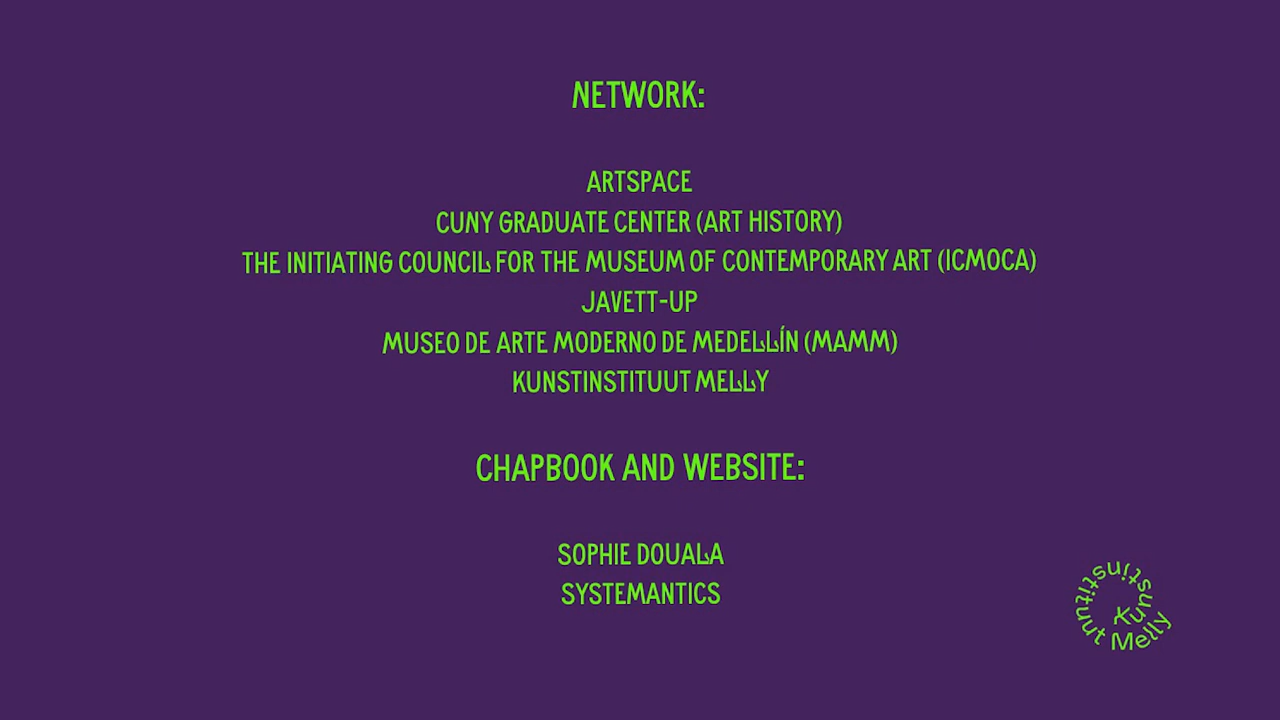 NETWORK:
ARTSPACE
CUNY GRADUATE CENTER (ART HISTORY)
THE INITIATING COUNCIL FOR THE MUSEUM OF CONTEMPORARY ART (ICMOCA)
JAVETT-UP
MUSEO DE ARTE MODERNO DE MEDELLÍN (MAMM)
KUNSTINSTITUUT MELLY
CHAPBOOK AND WEBSITE:
SOPHIE DOUALA
SYSTEMANTICS
Kunstinstituut Melly